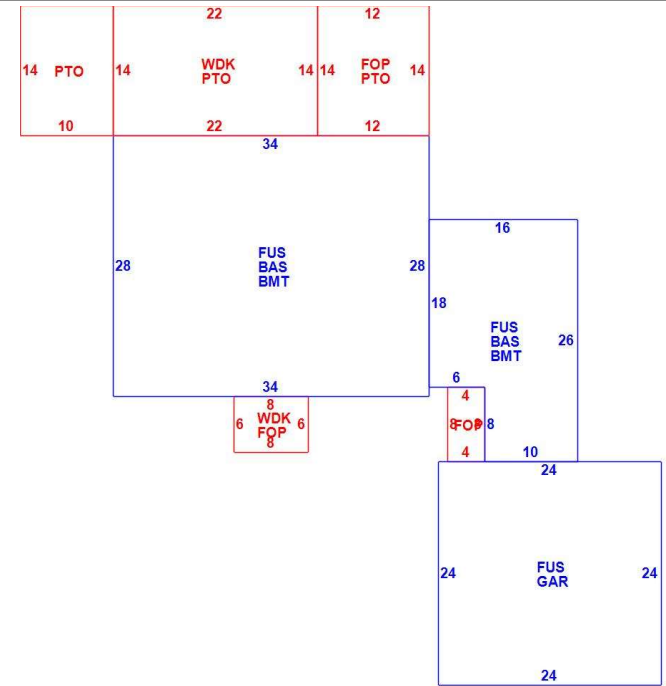 22
12
14 PTO 14 WDK 14 14 FOP 14
PTO PTO
10 22 12
34
16
FUS
28 BAS 28
BMT
18
FUS
BAS 26
BMT
6
34
8 4
6 WDK 6 8 FOP 8 8
FOP
8 4 10
24
FUS
24 GAR 24
24